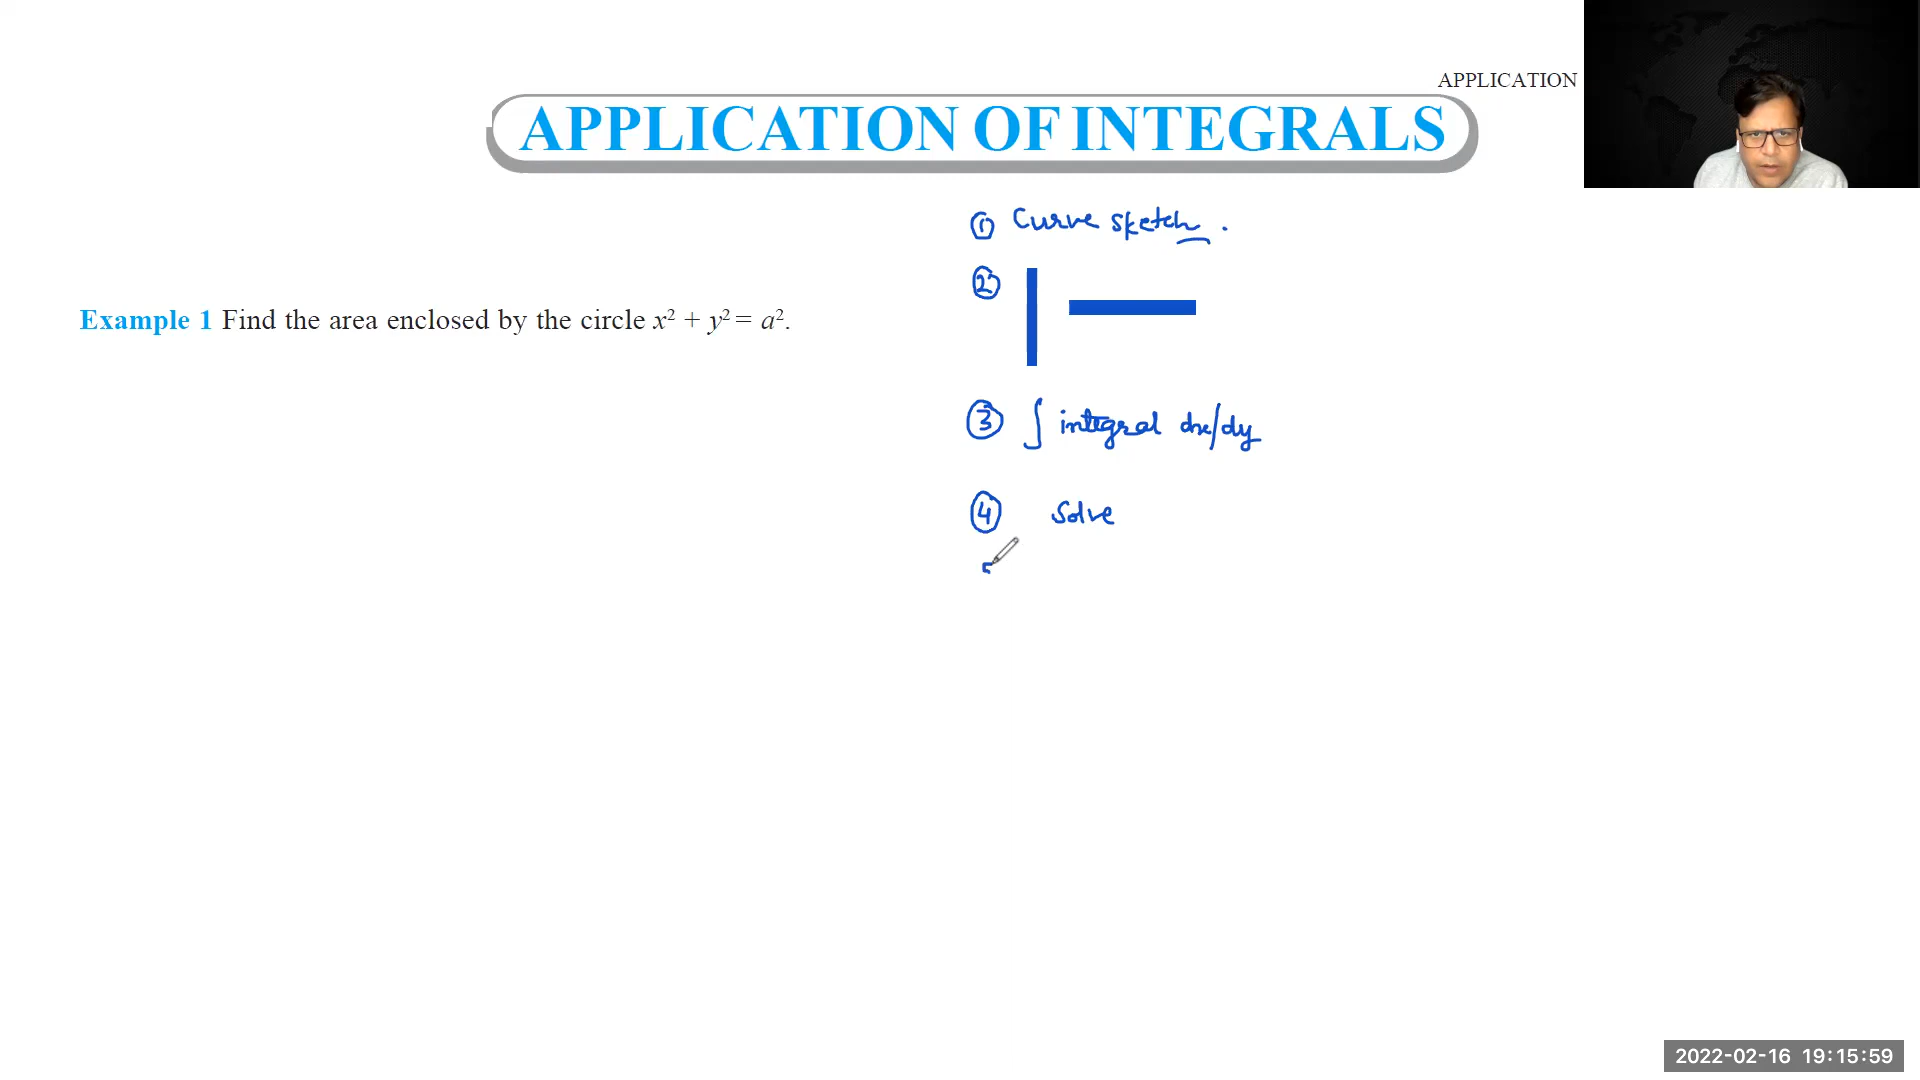 APPLICATION
APPLICATION OF INTEGRALS
① Curve sketch .
②
Example 1 Find the area enclosed by the circle x² + y² = a².
③ ∫ integral dx/dy
④ Solve
2022-02-16 19:15:59